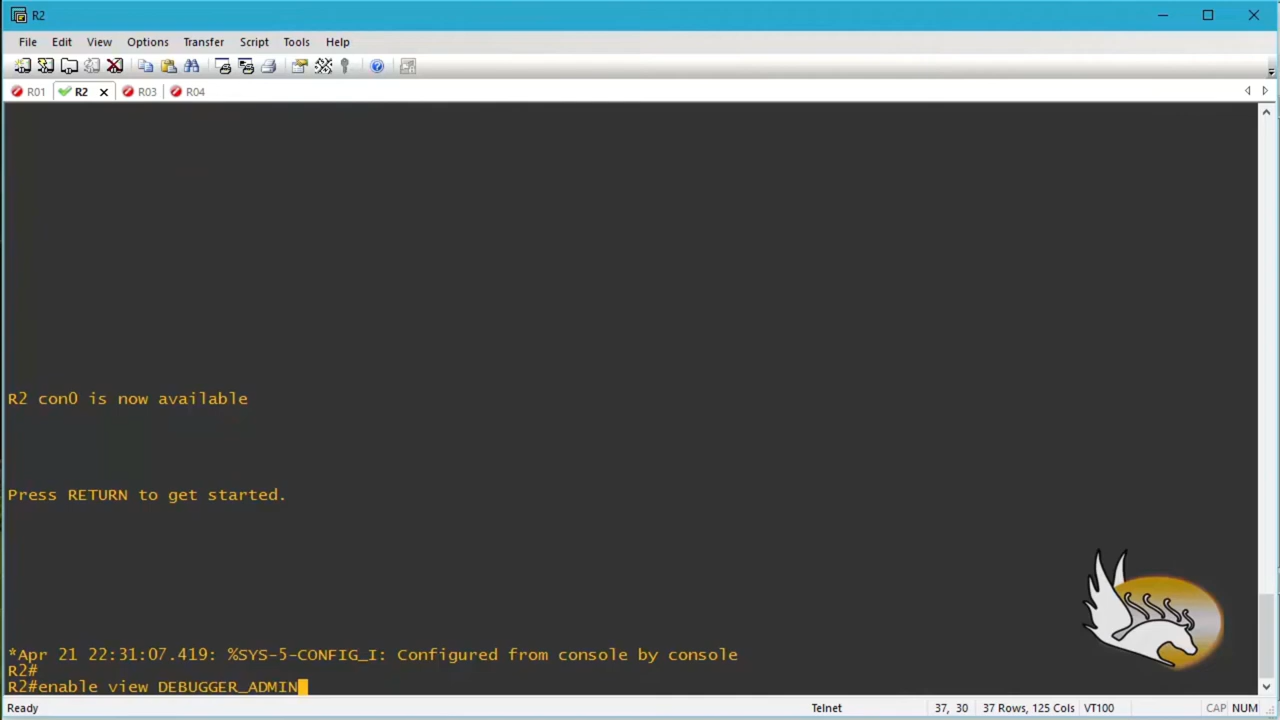 R2
File Edit View Options Transfer Script Tools Help
R01 R2 R03 R04
R2 con0 is now available
Press RETURN to get started.
*Apr 21 22:31:07.419: %SYS-5-CONFIG_I: Configured from console by console
R2#
R2#enable view DEBUGGER_ADMIN
Ready Telnet 37, 30 37 Rows, 125 Cols VT100 CAP NUM